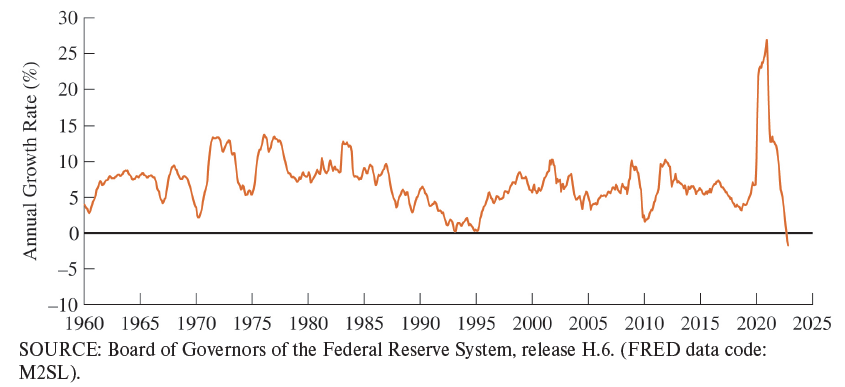 Annual Growth Rate (%)
30
25
20
15
10
5
0
–5
–10
1960 1965 1970 1975 1980 1985 1990 1995 2000 2005 2010 2015 2020 2025
SOURCE: Board of Governors of the Federal Reserve System, release H.6. (FRED data code:
M2SL).